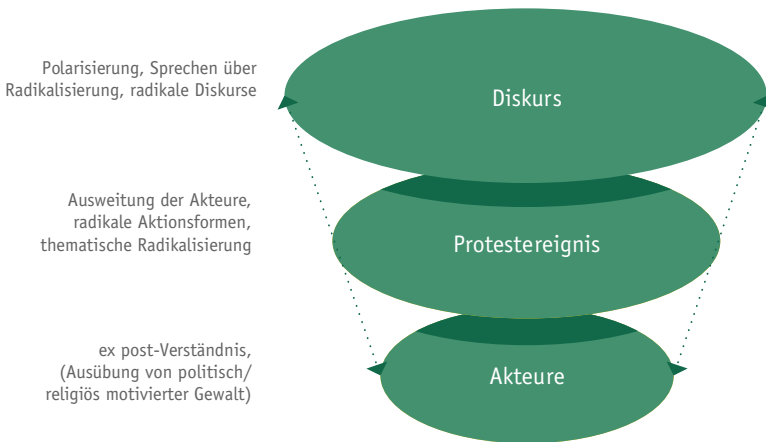 Polarisierung, Sprechen über
Radikalisierung, radikale Diskurse
Diskurs
Ausweitung der Akteure,
radikale Aktionsformen,
thematische Radikalisierung
Protestereignis
ex post-Verständnis,
(Ausübung von politisch/
religiös motivierter Gewalt)
Akteure